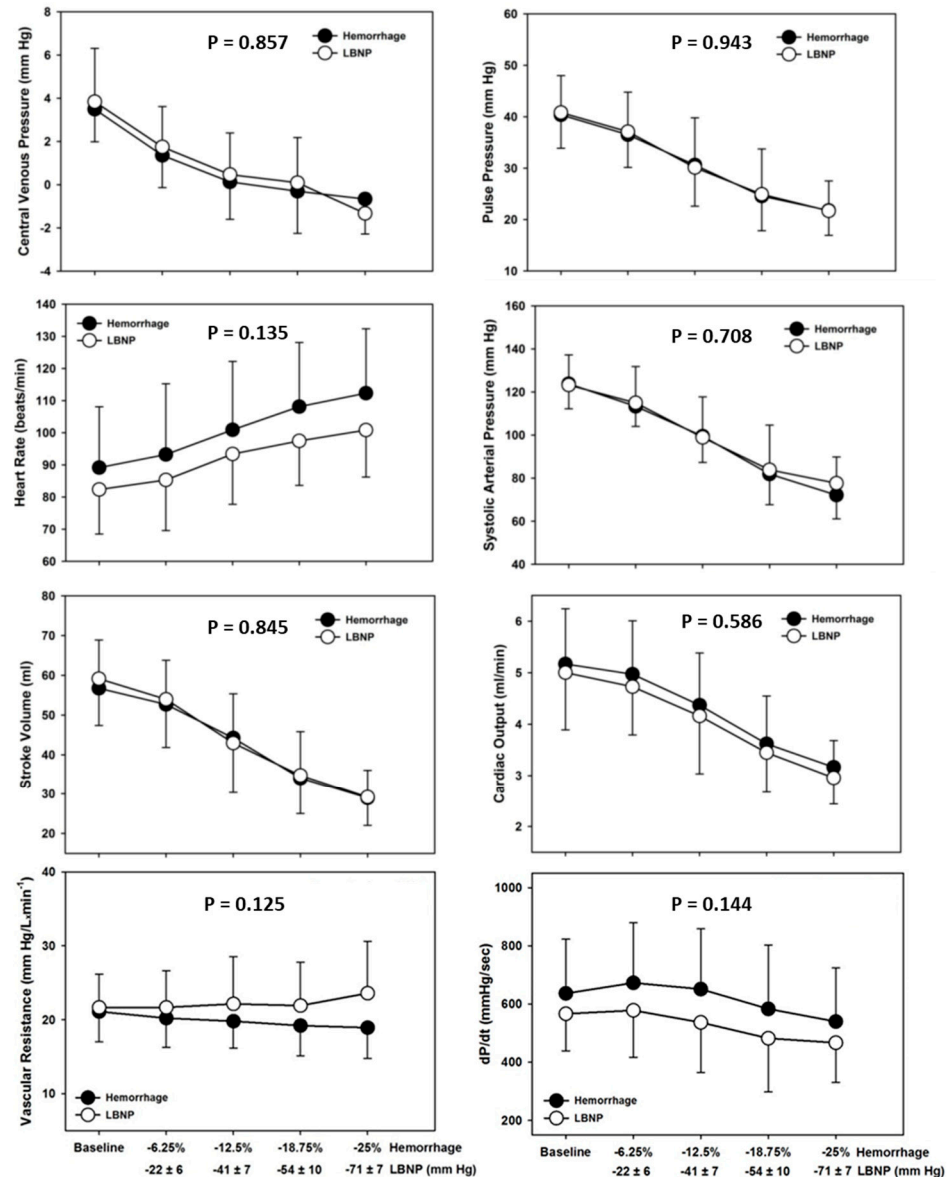 Central Venous Pressure (mm Hg)
8
6
4
2
0
-2
-4
P = 0.857
Hemorrhage
LBNP
Pulse Pressure (mm Hg)
60
50
40
30
20
10
P = 0.943
Hemorrhage
LBNP
Heart Rate (beats/min)
140
130
120
110
100
90
80
70
60
Hemorrhage
LBNP
P = 0.135
Systolic Arterial Pressure (mm Hg)
160
140
120
100
80
60
40
P = 0.708
Hemorrhage
LBNP
Stroke Volume (ml)
80
70
60
50
40
30
20
P = 0.845
Hemorrhage
LBNP
Cardiac Output (ml/min)
6
5
4
3
2
P = 0.586
Hemorrhage
LBNP
Vascular Resistance (mm Hg/L.min⁻¹)
40
30
20
10
P = 0.125
Hemorrhage
LBNP
dP/dt (mmHg/sec)
1000
800
600
400
200
P = 0.144
Hemorrhage
LBNP
Baseline -6.25% -12.5% -18.75% -25% Hemorrhage
-22 ± 6 -41 ± 7 -54 ± 10 -71 ± 7 LBNP (mm Hg)
Baseline -6.25% -12.5% -18.75% -25% Hemorrhage
-22 ± 6 -41 ± 7 -54 ± 10 -71 ± 7 LBNP (mm Hg)